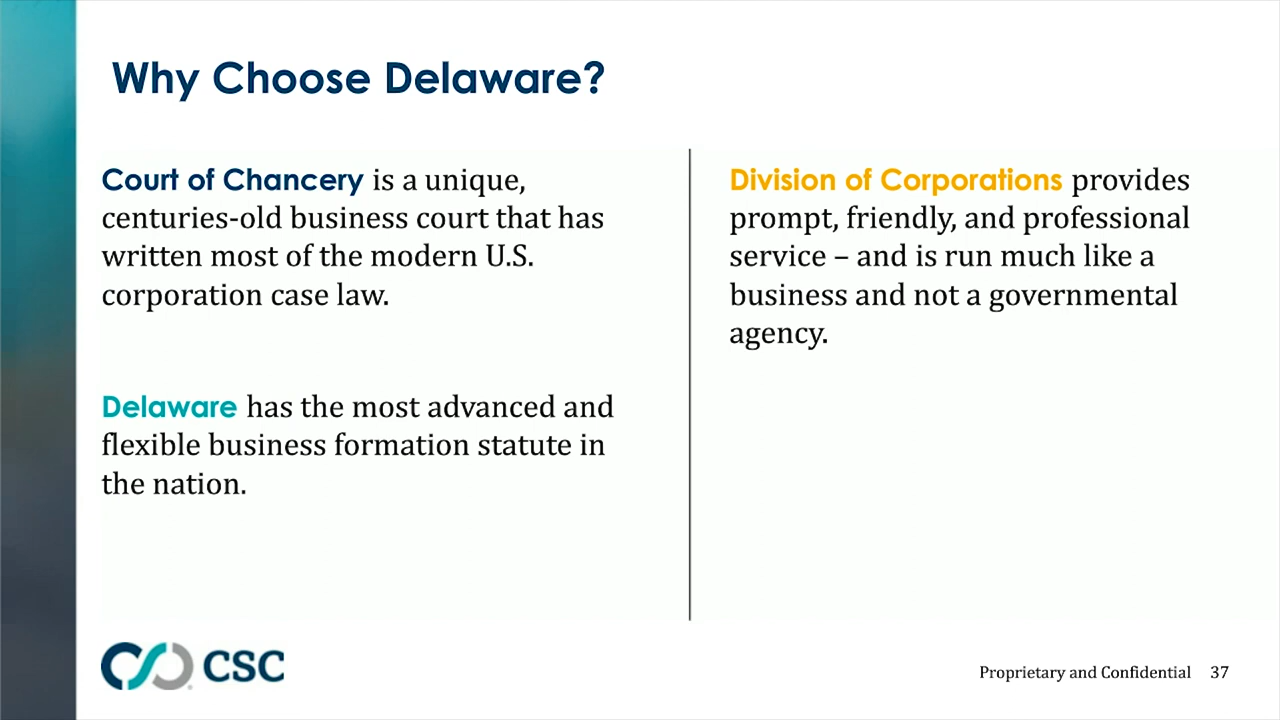 Why Choose Delaware?
Court of Chancery is a unique,
centuries-old business court that has
written most of the modern U.S.
corporation case law.
Delaware has the most advanced and
flexible business formation statute in
the nation.
Division of Corporations provides
prompt, friendly, and professional
service – and is run much like a
business and not a governmental
agency.
CSC
Proprietary and Confidential 37